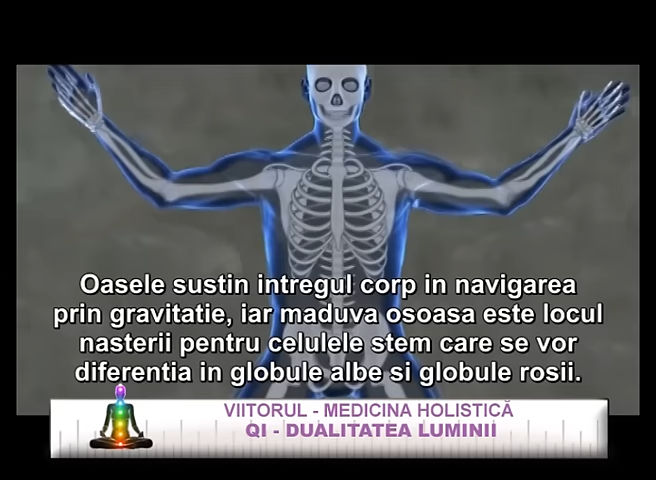 Oasele sustin intregul corp in navigarea
prin gravitatie, iar maduva osoasa este locul
nasterii pentru celulele stem care se vor
diferentia in globule albe si globule rosii.
VIITORUL - MEDICINA HOLISTICĂ
QI - DUALITATEA LUMINII